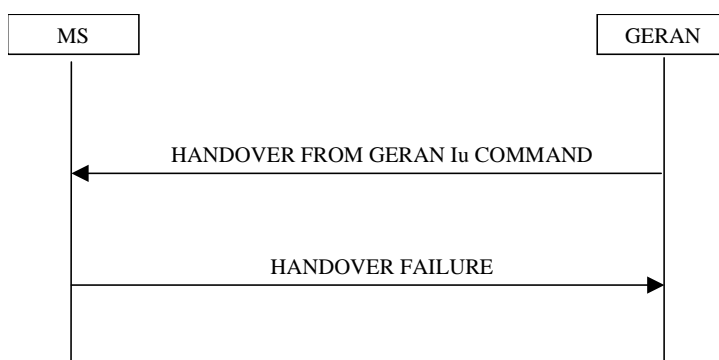 MS
GERAN
HANDOVER FROM GERAN Iu COMMAND
HANDOVER FAILURE